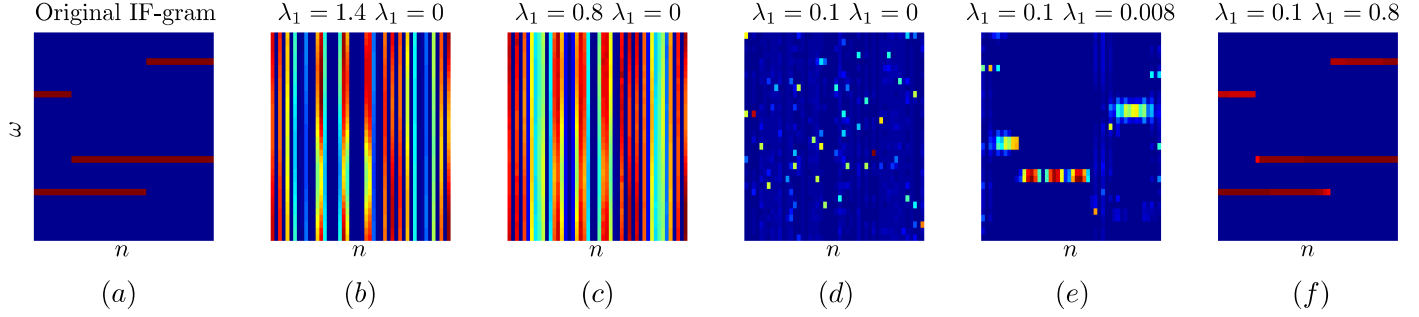 Original IF-gram
λ₁ = 1.4 λ₁ = 0
λ₁ = 0.8 λ₁ = 0
λ₁ = 0.1 λ₁ = 0
λ₁ = 0.1 λ₁ = 0.008
λ₁ = 0.1 λ₁ = 0.8
ω
n
n
n
n
n
n
(a)
(b)
(c)
(d)
(e)
(f)